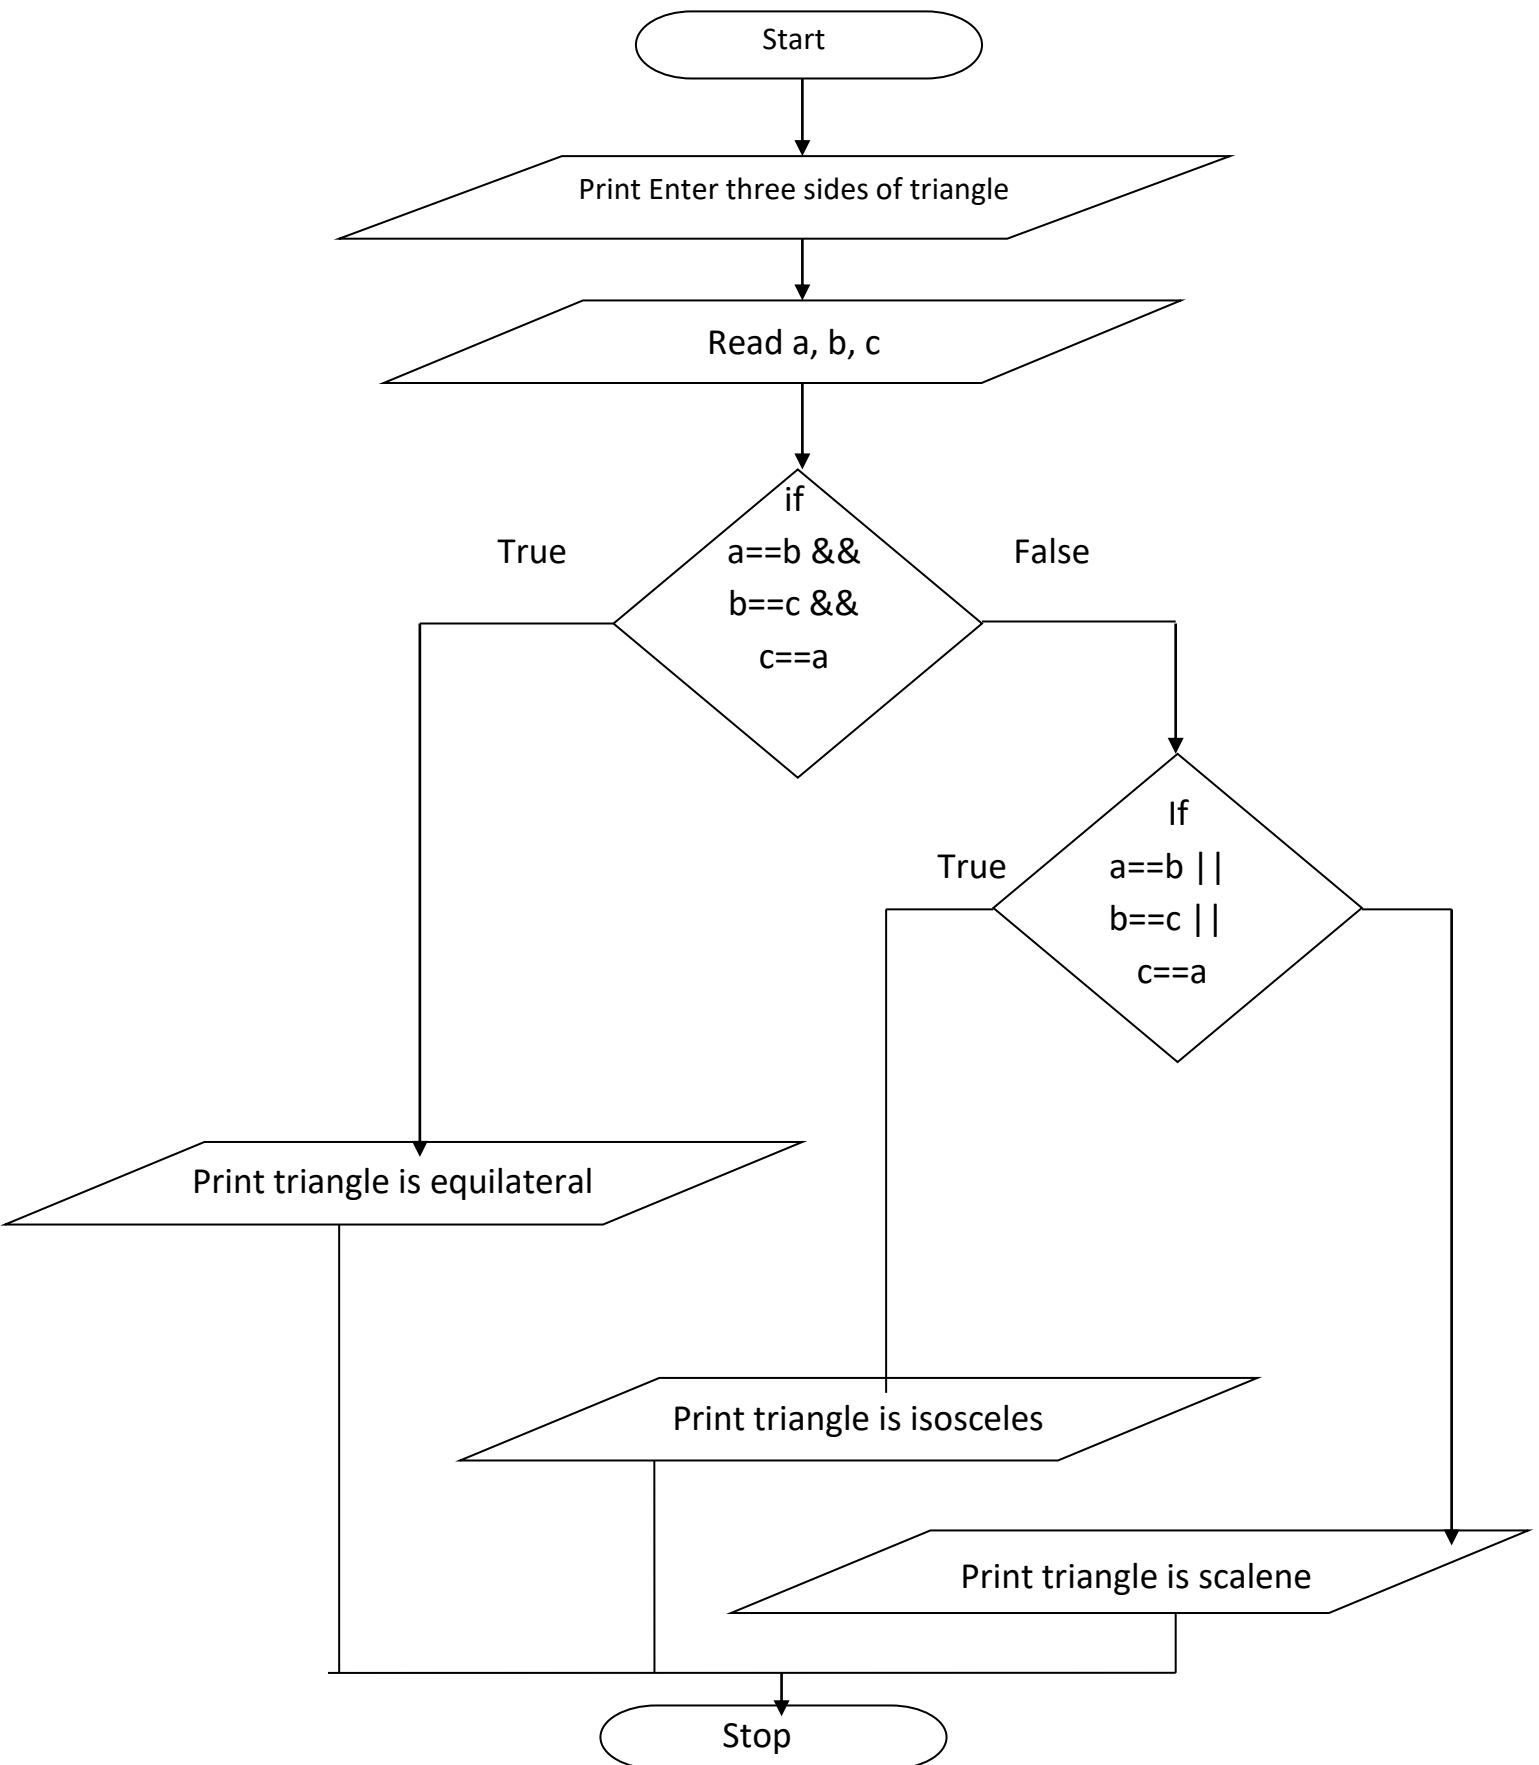 Start
Print Enter three sides of triangle
Read a, b, c
if
True
a==b &&
False
b==c &&
c==a
If
True
a==b ||
b==c ||
c==a
Print triangle is equilateral
Print triangle is isosceles
Print triangle is scalene
Stop